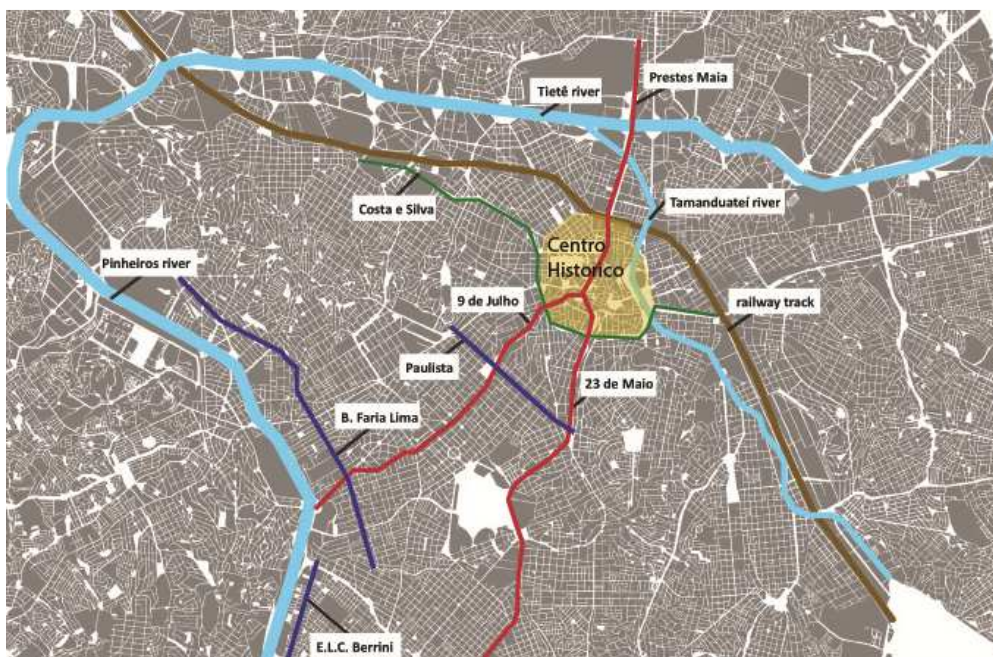 Prestes Maia
Tietê river
Costa e Silva
Tamanduateí river
Centro
Historico
Pinheiros river
9 de Julho
railway track
Paulista
23 de Maio
B. Faria Lima
E.L.C. Berrini